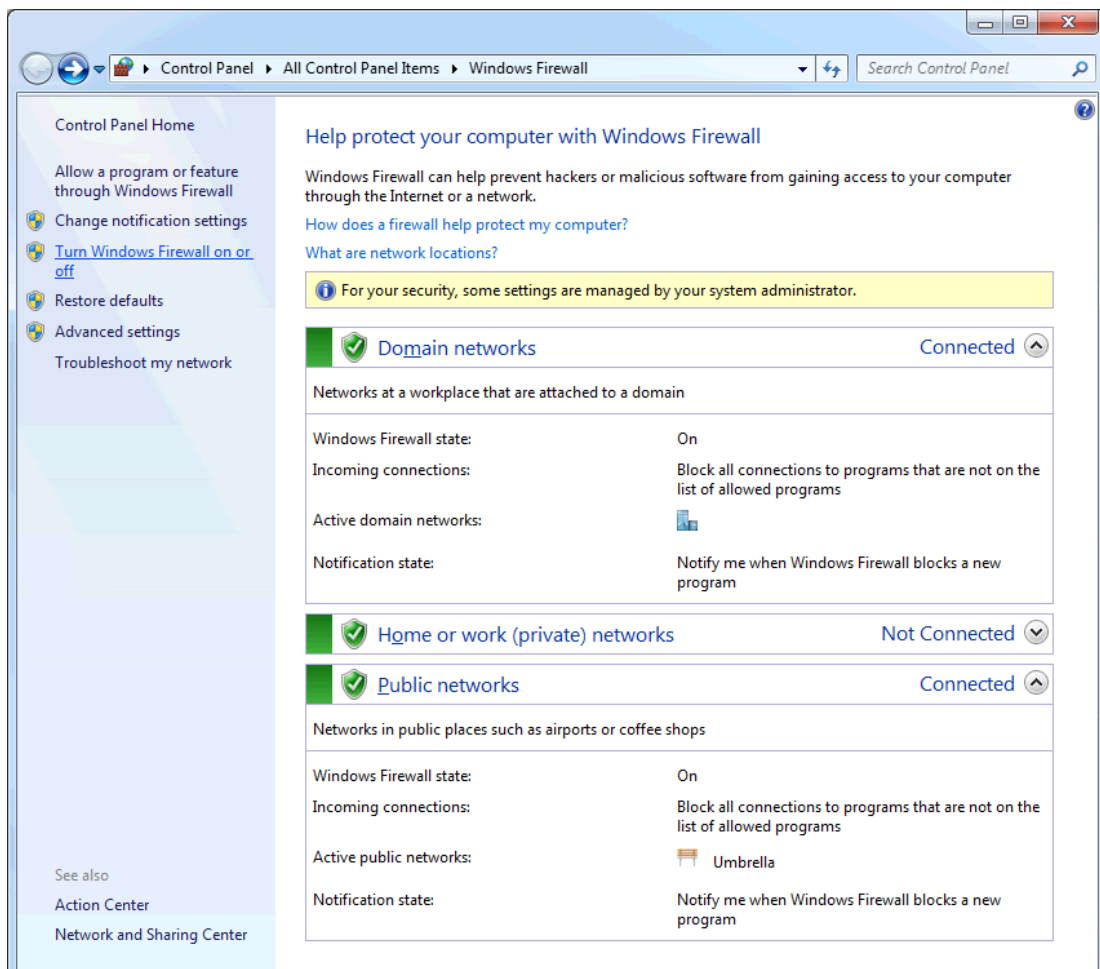 Control Panel All Control Panel Items Windows Firewall
Search Control Panel
Control Panel Home
Allow a program or feature
through Windows Firewall
Change notification settings
Turn Windows Firewall on or
off
Restore defaults
Advanced settings
Troubleshoot my network
See also
Action Center
Network and Sharing Center
Help protect your computer with Windows Firewall
Windows Firewall can help prevent hackers or malicious software from gaining access to your computer
through the Internet or a network.
How does a firewall help protect my computer?
What are network locations?
For your security, some settings are managed by your system administrator.
Domain networks Connected
Networks at a workplace that are attached to a domain
Windows Firewall state: On
Incoming connections: Block all connections to programs that are not on the
list of allowed programs
Active domain networks:
Notification state: Notify me when Windows Firewall blocks a new
program
Home or work (private) networks Not Connected
Public networks Connected
Networks in public places such as airports or coffee shops
Windows Firewall state: On
Incoming connections: Block all connections to programs that are not on the
list of allowed programs
Active public networks: Umbrella
Notification state: Notify me when Windows Firewall blocks a new
program